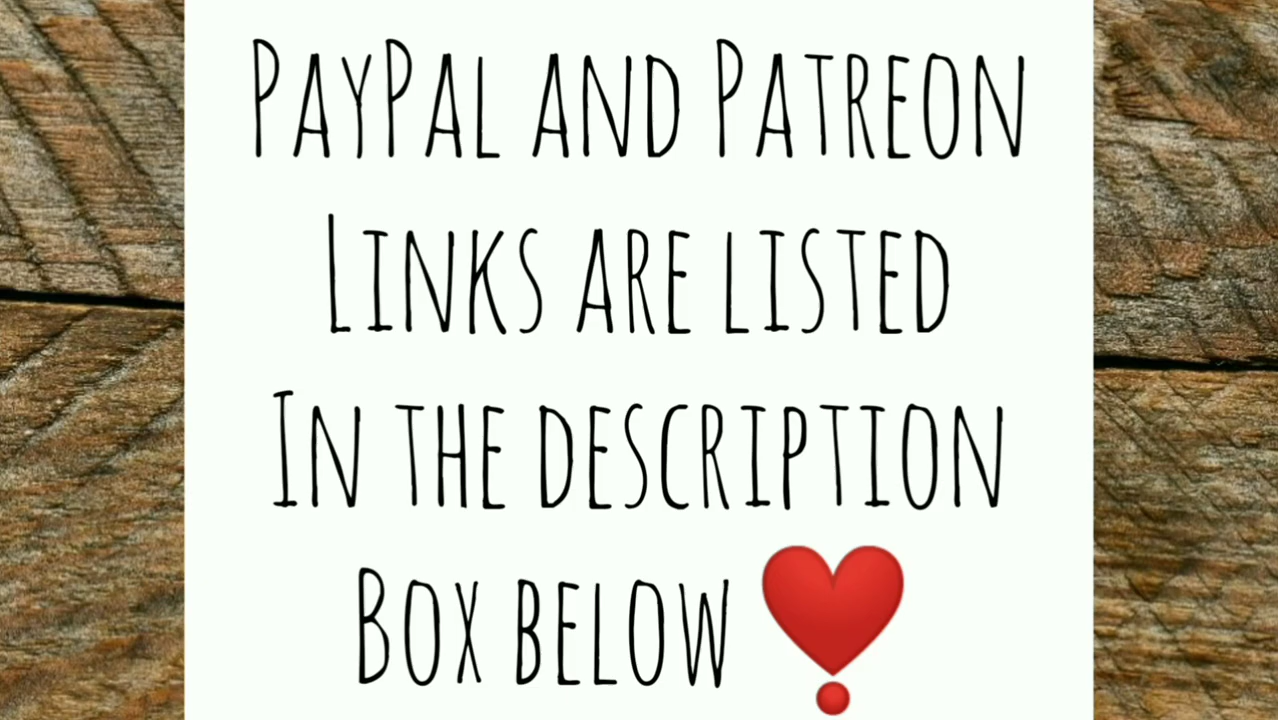 PayPal and Patreon
Links are listed
In the description
Box below ❣